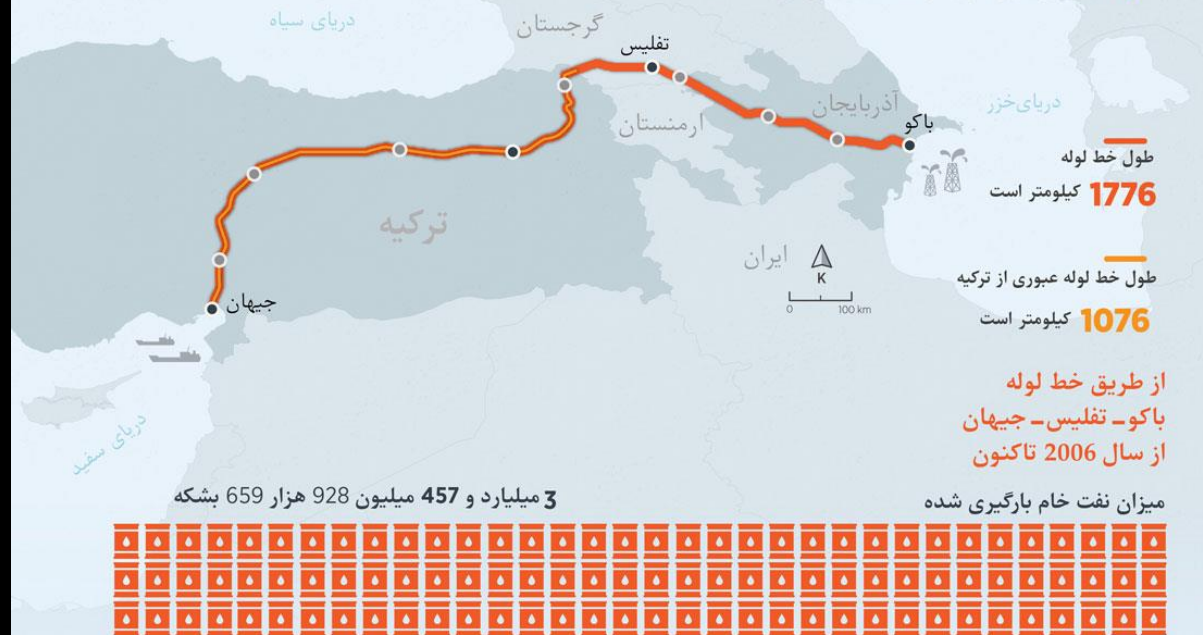 دریای سیاه
گرجستان
تفلیس
آذربایجان
دریای‌خزر
باکو
ارمنستان
ترکیه
ایران
K
0 100 km
جیهان
دریای سفید
طول خط لوله
1776 کیلومتر است
طول خط لوله عبوری از ترکیه
1076 کیلومتر است
از طریق خط لوله
باکو ـ تفلیس ـ جیهان
از سال 2006 تاکنون
میزان نفت خام بارگیری شده
3 میلیارد و 457 میلیون 928 هزار 659 بشکه